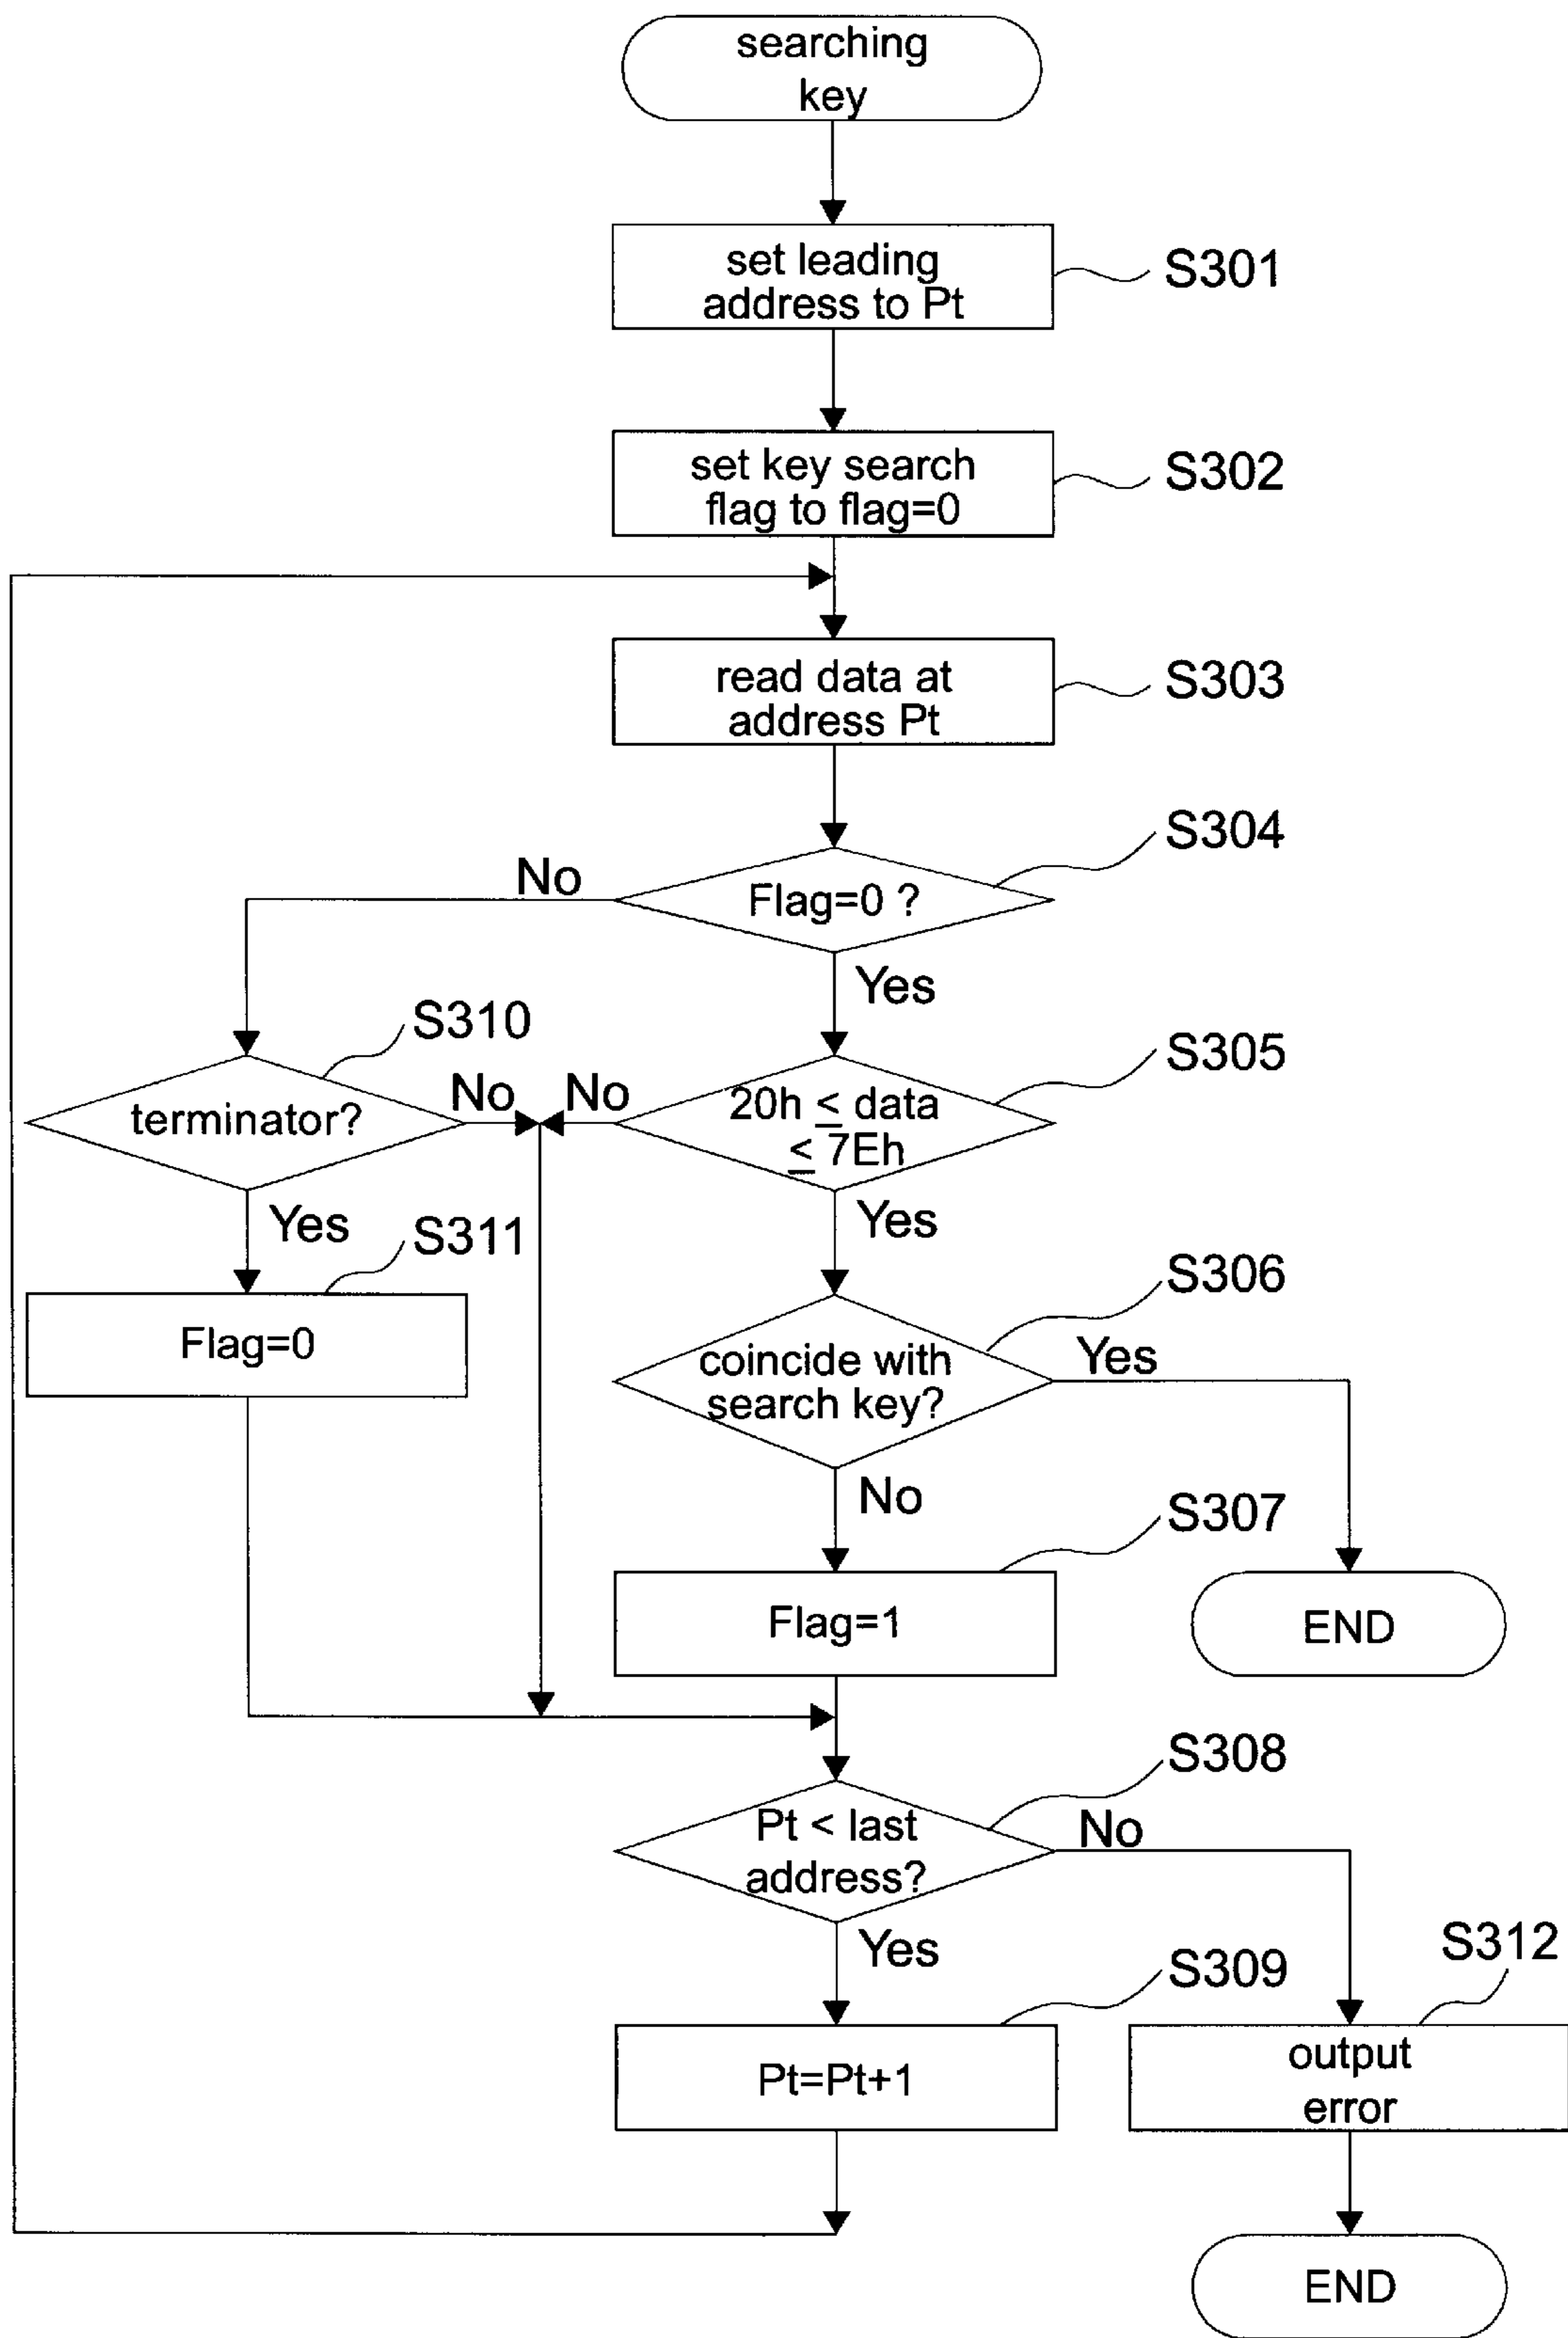 searching
key
set leading
address to Pt
S301
set key search
flag to flag=0
S302
read data at
address Pt
S303
S304
No
Flag=0 ?
Yes
S310
S305
terminator?
No
No
20h ≤ data
≤ 7Eh
Yes
S311
Yes
Flag=0
S306
coincide with
search key?
Yes
No
S307
Flag=1
END
S308
Pt < last
address?
No
Yes
S309
S312
Pt=Pt+1
output
error
END